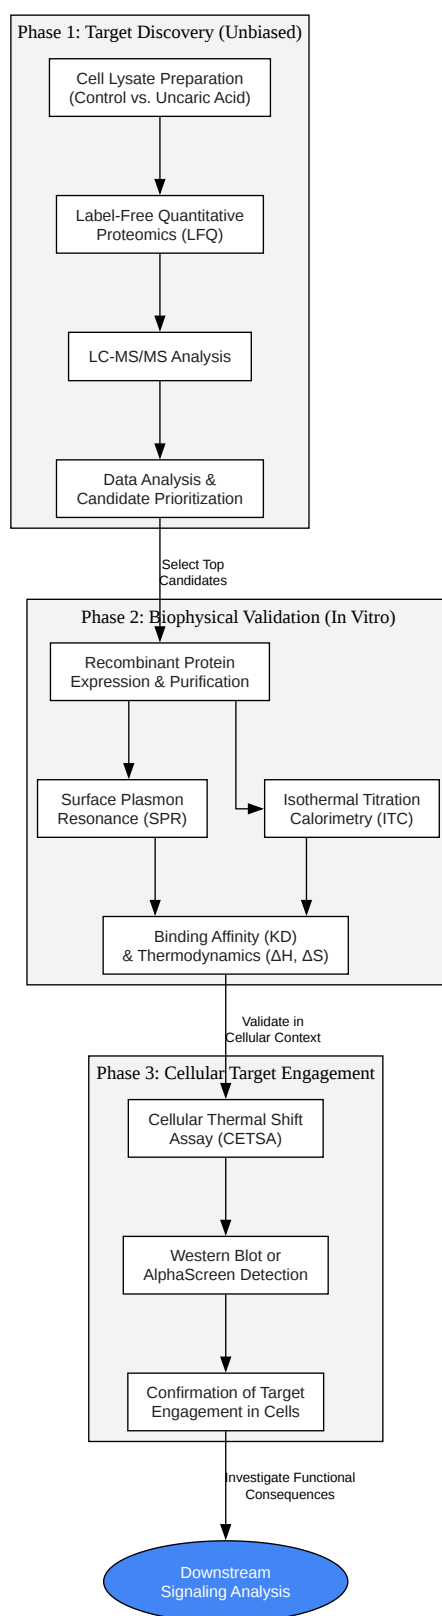 Phase 1: Target Discovery (Unbiased)
Cell Lysate Preparation
(Control vs. Uncaric Acid)
Label-Free Quantitative
Proteomics (LFQ)
LC-MS/MS Analysis
Data Analysis &
Candidate Prioritization
Select Top
Candidates
Phase 2: Biophysical Validation (In Vitro)
Recombinant Protein
Expression & Purification
Surface Plasmon
Resonance (SPR)
Isothermal Titration
Calorimetry (ITC)
Binding Affinity (KD)
& Thermodynamics (ΔH, ΔS)
Validate in
Cellular Context
Phase 3: Cellular Target Engagement
Cellular Thermal Shift
Assay (CETSA)
Western Blot or
AlphaScreen Detection
Confirmation of Target
Engagement in Cells
Investigate Functional
Consequences
Downstream
Signaling Analysis